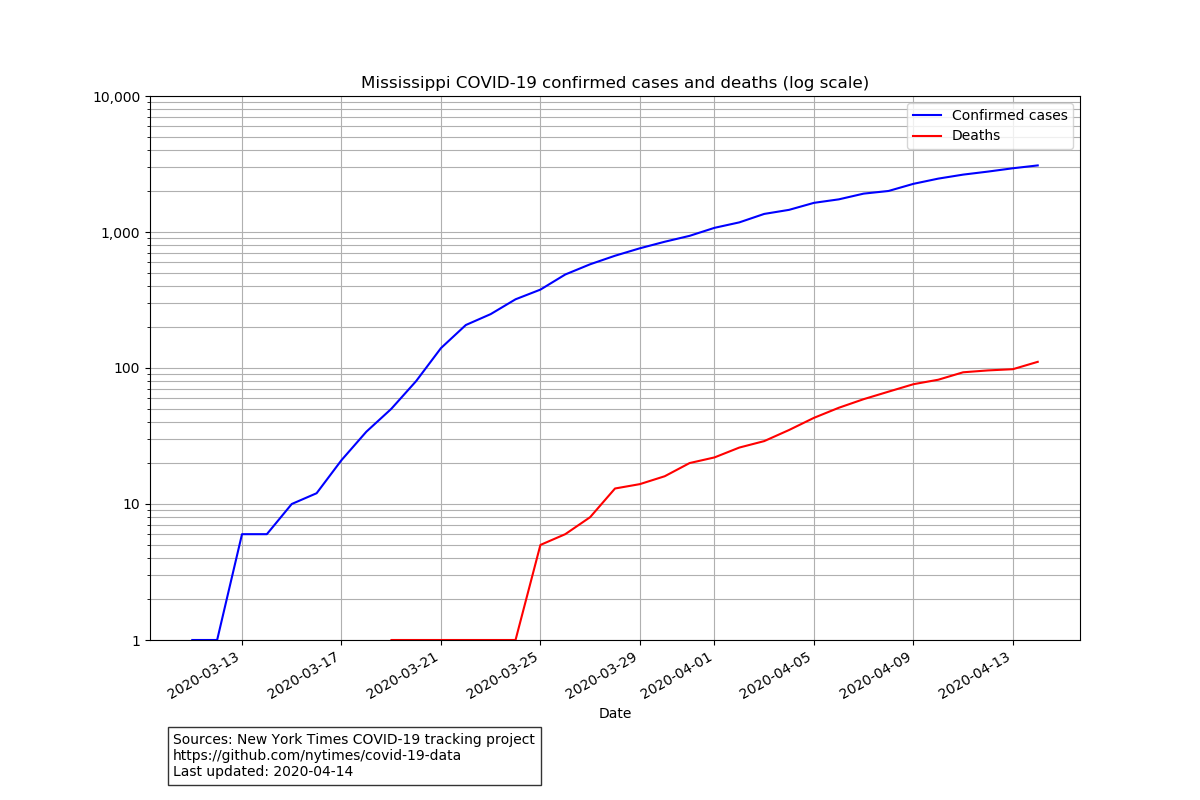 Mississippi COVID-19 confirmed cases and deaths (log scale)
10,000
1,000
100
10
1
Confirmed cases
Deaths
2020-03-13
2020-03-17
2020-03-21
2020-03-25
2020-03-29
2020-04-01
2020-04-05
2020-04-09
2020-04-13
Date
Sources: New York Times COVID-19 tracking project
https://github.com/nytimes/covid-19-data
Last updated: 2020-04-14